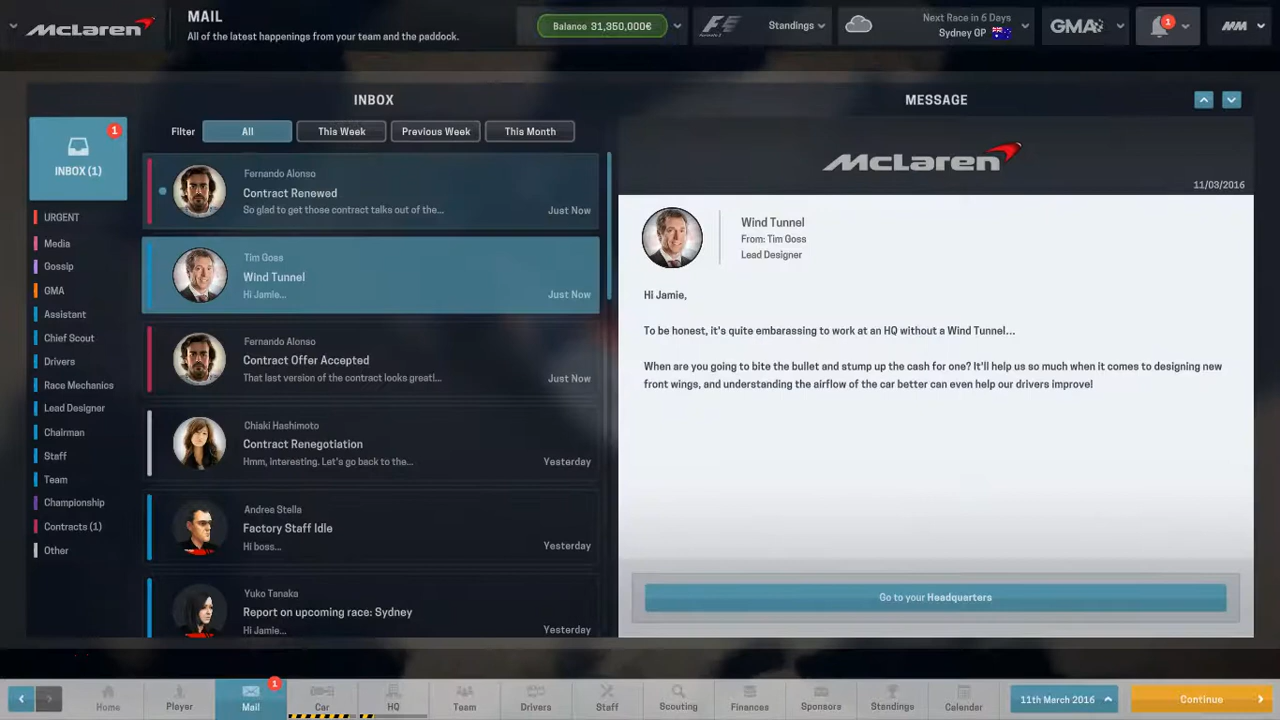 McLaren
MAIL
All of the latest happenings from your team and the paddock.
Balance 31,350,000€
F1
Standings
Next Race in 6 Days
Sydney GP
GMA
1
MM
INBOX
MESSAGE
1
INBOX (1)
Filter
All
This Week
Previous Week
This Month
URGENT
Media
Gossip
GMA
Assistant
Chief Scout
Drivers
Race Mechanics
Lead Designer
Chairman
Staff
Team
Championship
Contracts (1)
Other
Fernando Alonso
Contract Renewed
So glad to get those contract talks out of the...
Just Now
Tim Goss
Wind Tunnel
Hi Jamie...
Just Now
Fernando Alonso
Contract Offer Accepted
That last version of the contract looks great!...
Just Now
Chiaki Hashimoto
Contract Renegotiation
Hmm, interesting. Let's go back to the...
Yesterday
Andrea Stella
Factory Staff Idle
Hi boss...
Yesterday
Yuko Tanaka
Report on upcoming race: Sydney
Hi Jamie...
Yesterday
McLaren
11/03/2016
Wind Tunnel
From: Tim Goss
Lead Designer
Hi Jamie,
To be honest, it's quite embarassing to work at an HQ without a Wind Tunnel...
When are you going to bite the bullet and stump up the cash for one? It'll help us so much when it comes to designing new
front wings, and understanding the airflow of the car better can even help our drivers improve!
Go to your Headquarters
Home
Player
1
Mail
Car
HQ
Team
Drivers
Staff
Scouting
Finances
Sponsors
Standings
Calendar
11th March 2016
Continue